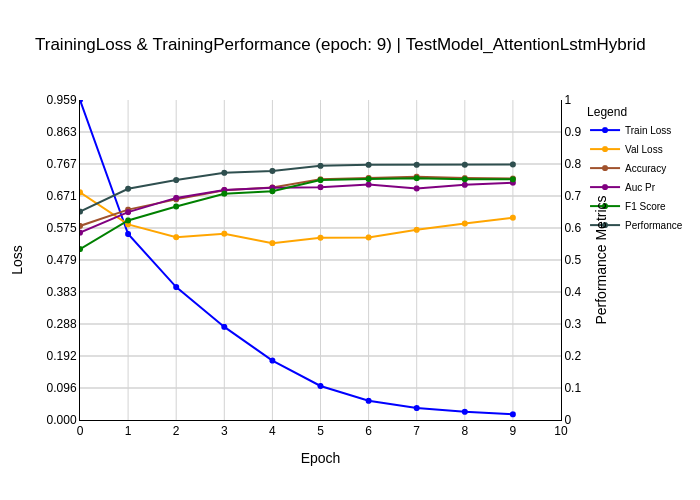 TrainingLoss & TrainingPerformance (epoch: 9) | TestModel_AttentionLstmHybrid
0.959
0.863
0.767
0.671
0.575
0.479
0.383
0.288
0.192
0.096
0.000
Loss
0 1 2 3 4 5 6 7 8 9 10
Epoch
1
0.9
0.8
0.7
0.6
0.5
0.4
0.3
0.2
0.1
0
Performance Metrics
Legend
Train Loss
Val Loss
Accuracy
Auc Pr
F1 Score
Performance